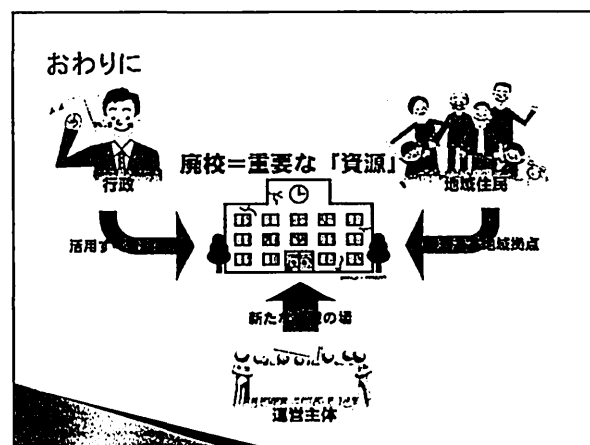 おわりに
廃校=重要な「資源」
行政
地域住民
活用す
域拠点
新た
の場
運営主体